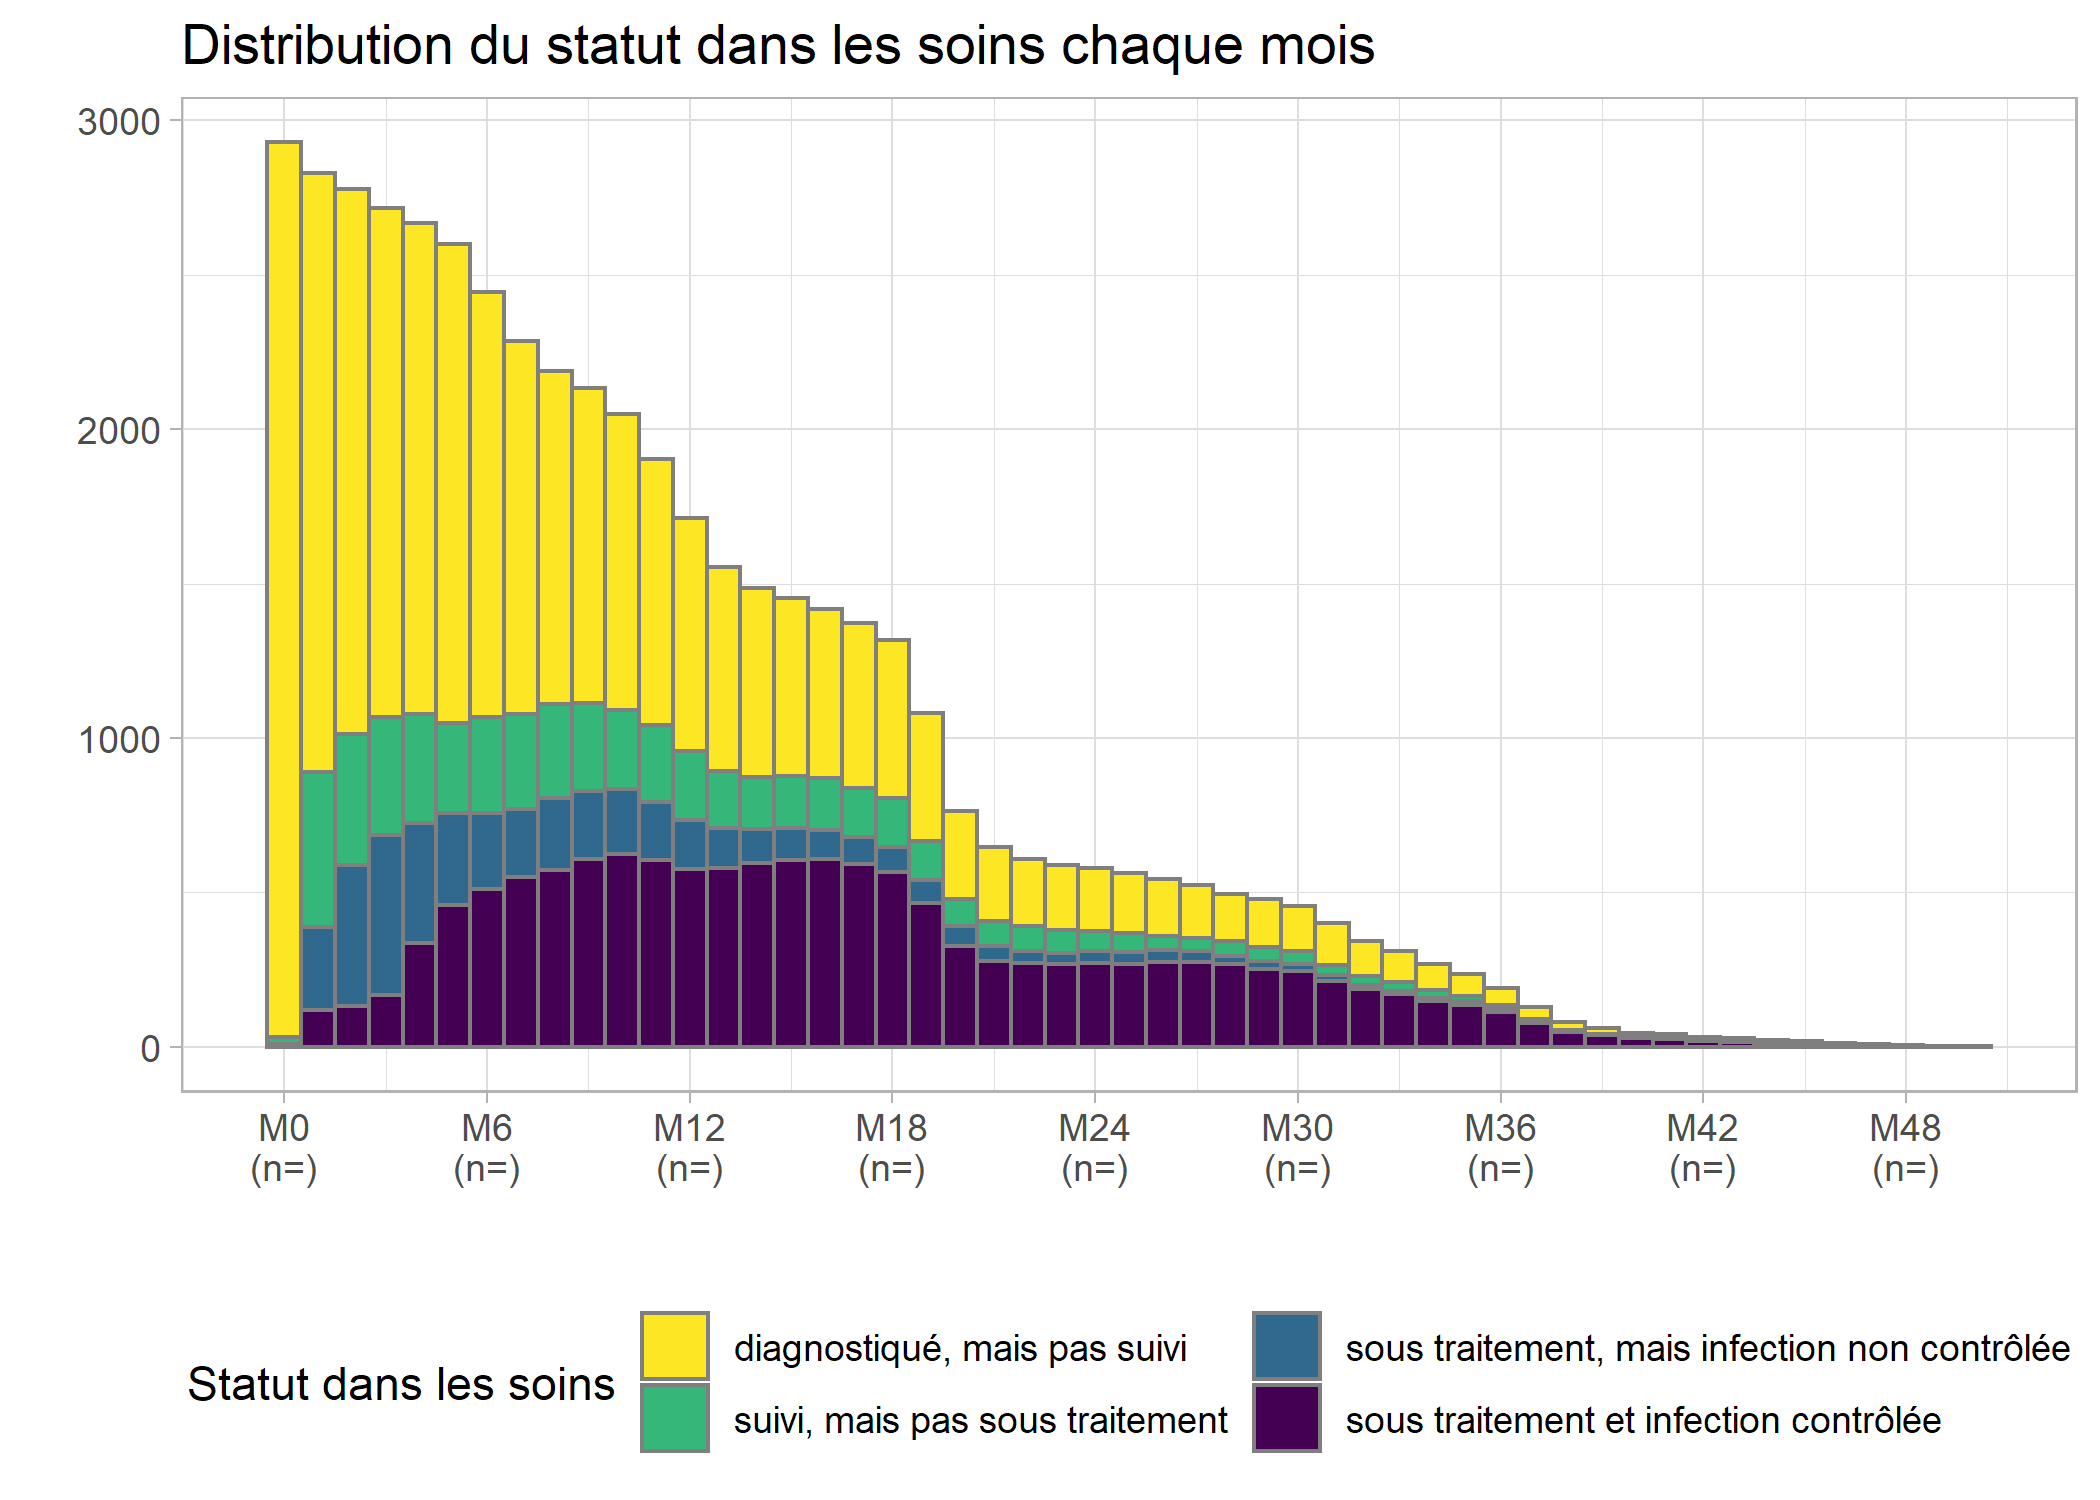 Distribution du statut dans les soins chaque mois
3000
2000
1000
0
M0 M6 M12 M18 M24 M30 M36 M42 M48
(n=) (n=) (n=) (n=) (n=) (n=) (n=) (n=) (n=)
Statut dans les soins
diagnostiqué, mais pas suivi
suivi, mais pas sous traitement
sous traitement, mais infection non contrôlée
sous traitement et infection contrôlée